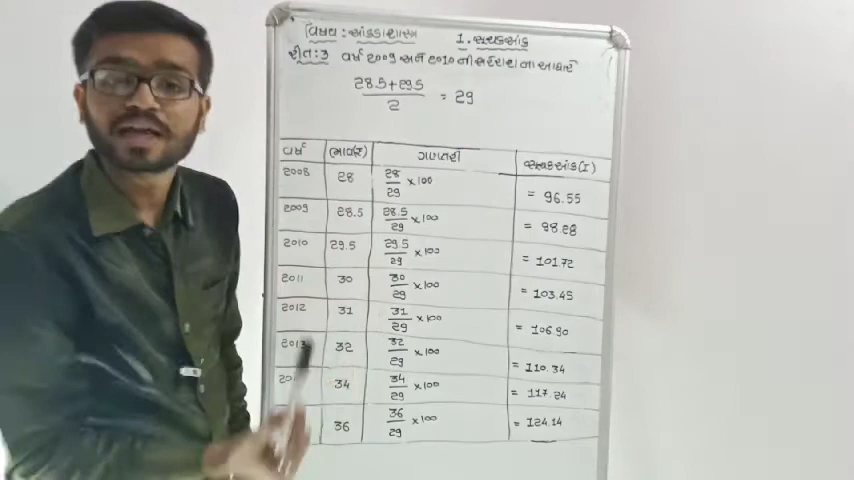 વિષય : આંકડાશાસ્ત્ર 1. સૂચકઆંક
રીત:3 વર્ષ 2009 અને 2010 ની સરેરાશ ના આધારે
28.5+29.5 / 2 = 29
વર્ષ ભાવ(₹) ગણતરી સૂચકઆંક(I)
2008 28 28/29 ×100 = 96.55
2009 28.5 28.5/29 ×100 = 98.28
2010 29.5 29.5/29 ×100 = 101.72
2011 30 30/29 ×100 = 103.45
2012 31 31/29 ×100 = 106.90
2013 32 32/29 ×100 = 110.34
34 34/29 ×100 = 117.24
36 36/29 ×100 = 124.14